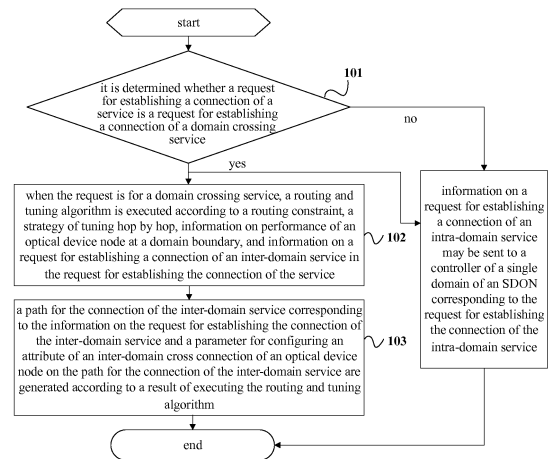 start
101
it is determined whether a request
for establishing a connection of a
service is a request for establishing
a connection of a domain crossing
service
no
yes
when the request is for a domain crossing service, a routing and
tuning algorithm is executed according to a routing constraint, a
strategy of tuning hop by hop, information on performance of an
optical device node at a domain boundary, and information on a
request for establishing a connection of an inter-domain service in
the request for establishing the connection of the service
102
information on a
request for establishing
a connection of an
intra-domain service
may be sent to a
controller of a single
domain of an SDON
corresponding to the
request for establishing
the connection of the
intra-domain service
a path for the connection of the inter-domain service corresponding
to the information on the request for establishing the connection of
the inter-domain service and a parameter for configuring an
attribute of an inter-domain cross connection of an optical device
node on the path for the connection of the inter-domain service are
generated according to a result of executing the routing and tuning
algorithm
103
end